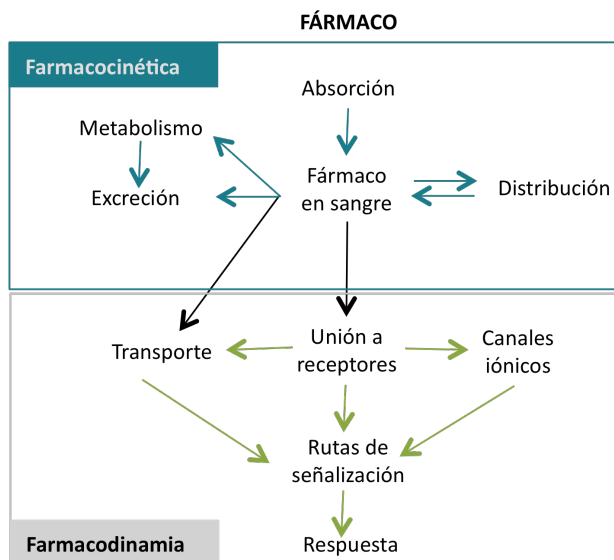 FÁRMACO
Farmacocinética
Absorción
Metabolismo
Fármaco
en sangre
Excreción
Distribución
Transporte
Unión a
receptores
Canales
iónicos
Rutas de
señalización
Farmacodinamia
Respuesta